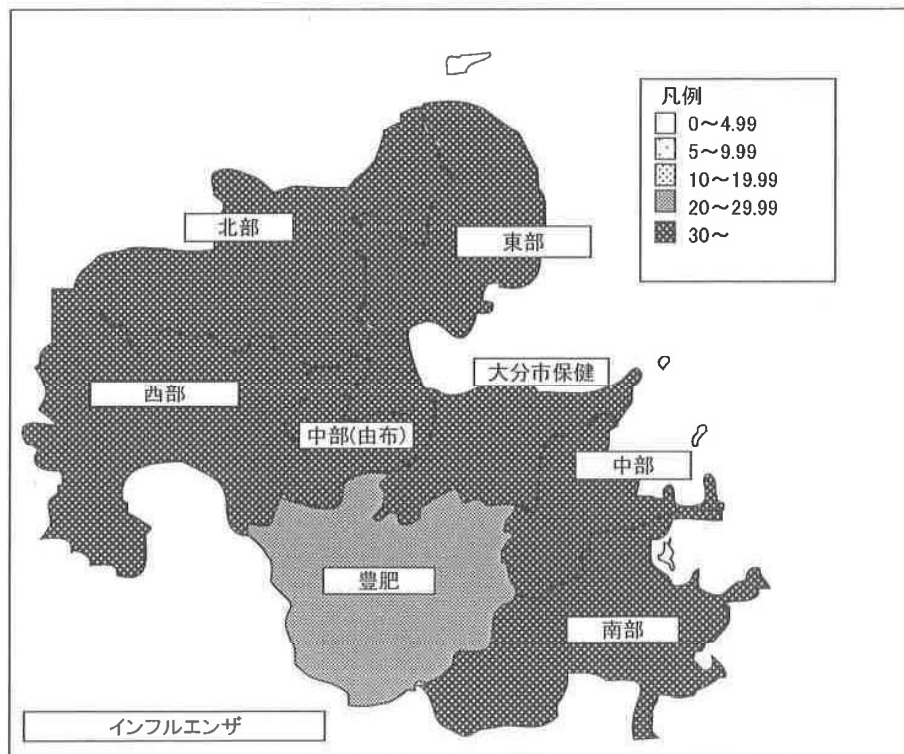 凡例
0～4.99
5～9.99
10～19.99
20～29.99
30～
北部
東部
大分市保健
西部
中部(由布)
中部
豊肥
南部
インフルエンザ